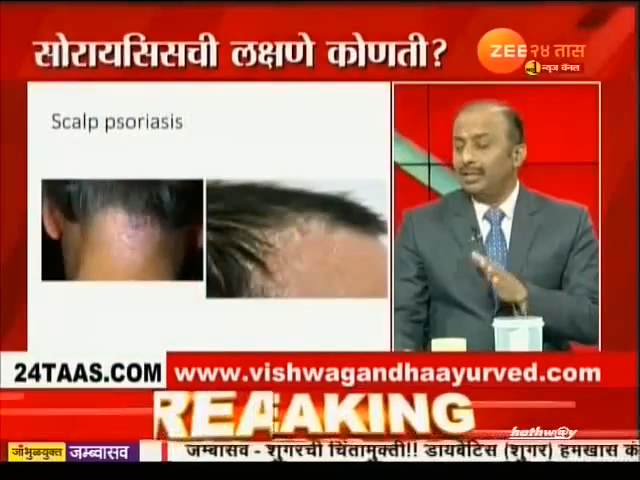 सोरायसिसची लक्षणे कोणती?
ZEE २४ तास
न्यूज चॅनल
Scalp psoriasis
24TAAS.COM
www.vishwagandhaayurved.com
REAKING
hathway
जांभुळयुक्त
जम्बासव
जम्बासव - शुगरची चिंतामुक्ती!! डायबेटिस (शुगर) हमखास कं